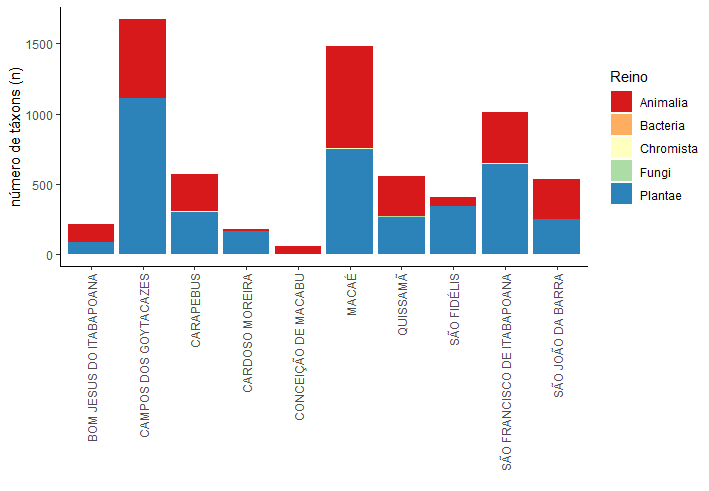 número de táxons (n)
1500
1000
500
0
BOM JESUS DO ITABAPOANA
CAMPOS DOS GOYTACAZES
CARAPEBUS
CARDOSO MOREIRA
CONCEIÇÃO DE MACABU
MACAÉ
QUISSAMÃ
SÃO FIDÉLIS
SÃO FRANCISCO DE ITABAPOANA
SÃO JOÃO DA BARRA
Reino
Animalia
Bacteria
Chromista
Fungi
Plantae